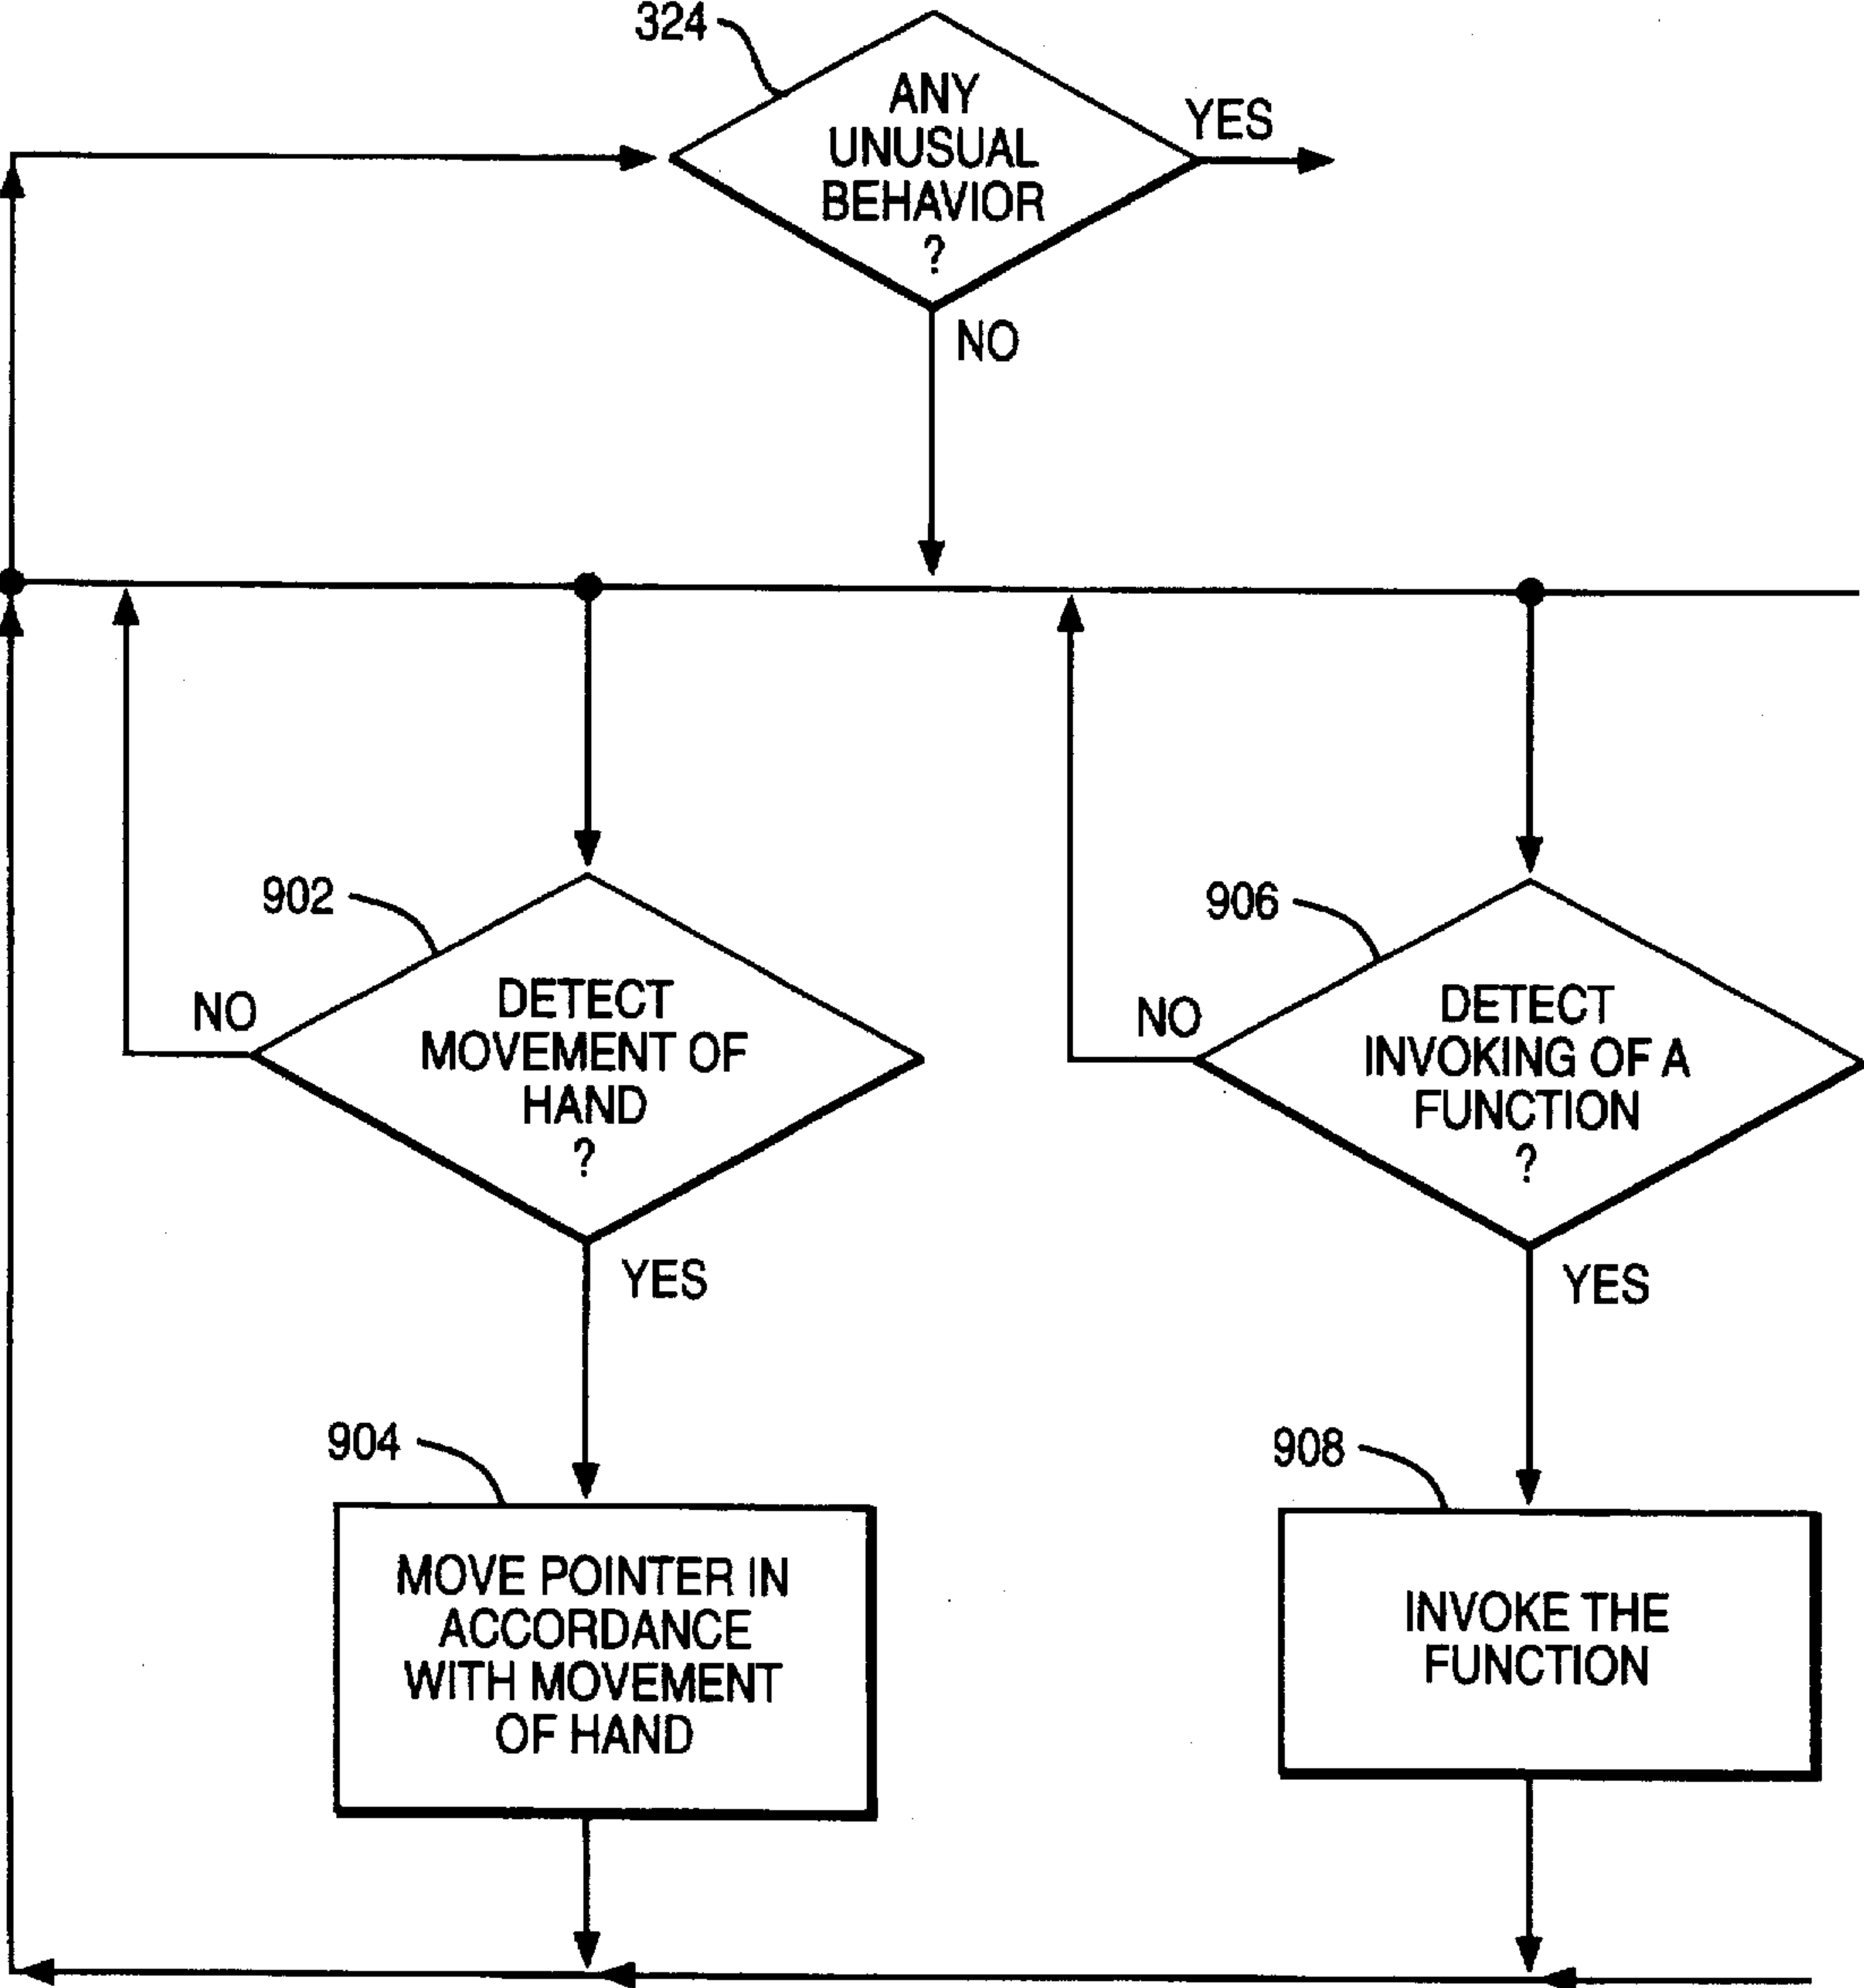 324
ANY
UNUSUAL
BEHAVIOR
?
YES
NO
902
NO
DETECT
MOVEMENT OF
HAND
?
YES
906
NO
DETECT
INVOKING OF A
FUNCTION
?
YES
904
MOVE POINTER IN
ACCORDANCE
WITH MOVEMENT
OF HAND
908
INVOKE THE
FUNCTION